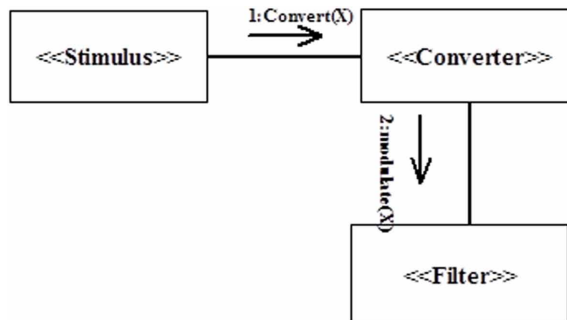 1:Convert(X)
<<Stimulus>>
<<Converter>>
2:modulate(X)
<<Filter>>